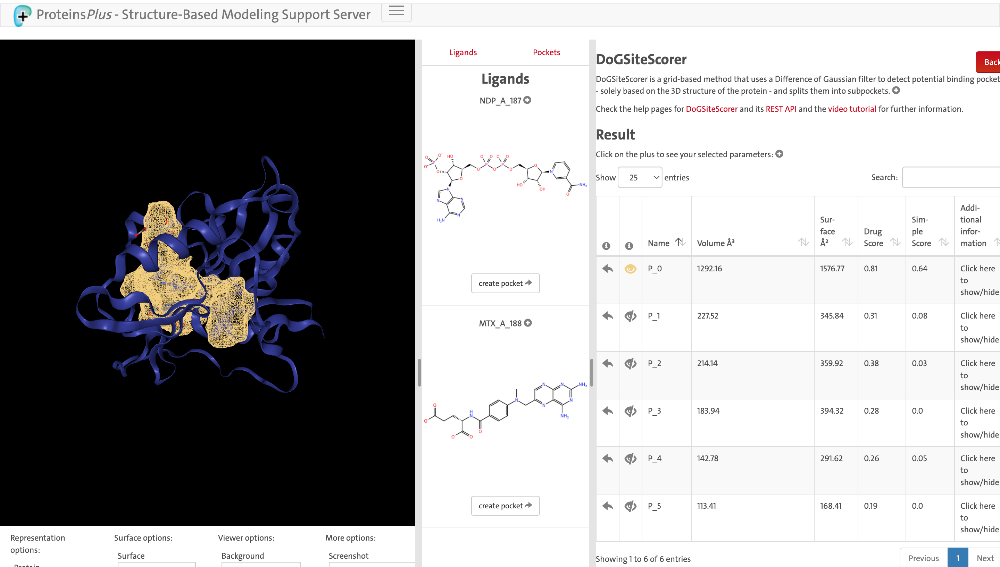 ProteinsPlus - Structure-Based Modeling Support Server
Ligands
Pockets
Ligands
NDP_A_187
O
O-
P
O-
O
HO
O
O
O-
O
P
O
O-
O
P
O
O
HO
OH
N+
NH2
O
N
N
N
N
H2N
create pocket
MTX_A_188
O
O
O
O
H
N
O
N
N
N
N
N
NH2
NH2
create pocket
DoGSiteScorer
Back
DoGSiteScorer is a grid-based method that uses a Difference of Gaussian filter to detect potential binding pocket
- solely based on the 3D structure of the protein - and splits them into subpockets.
Check the help pages for DoGSiteScorer and its REST API and the video tutorial for further information.
Result
Click on the plus to see your selected parameters:
Show 25 entries
Search:
Name
Volume Å³
Sur-
face
Å²
Drug
Score
Sim-
ple
Score
Addi-
tional
infor-
mation
P_0 1292.16 1576.77 0.81 0.64 Click here
to
show/hide
P_1 227.52 345.84 0.31 0.08 Click here
to
show/hide
P_2 214.14 359.92 0.38 0.03 Click here
to
show/hide
P_3 183.94 394.32 0.28 0.0 Click here
to
show/hide
P_4 142.78 291.62 0.26 0.05 Click here
to
show/hide
P_5 113.41 168.41 0.19 0.0 Click here
to
show/hide
Showing 1 to 6 of 6 entries
Previous 1 Next
Representation
options:
Protein
Surface options:
Surface
Viewer options:
Background
More options:
Screenshot